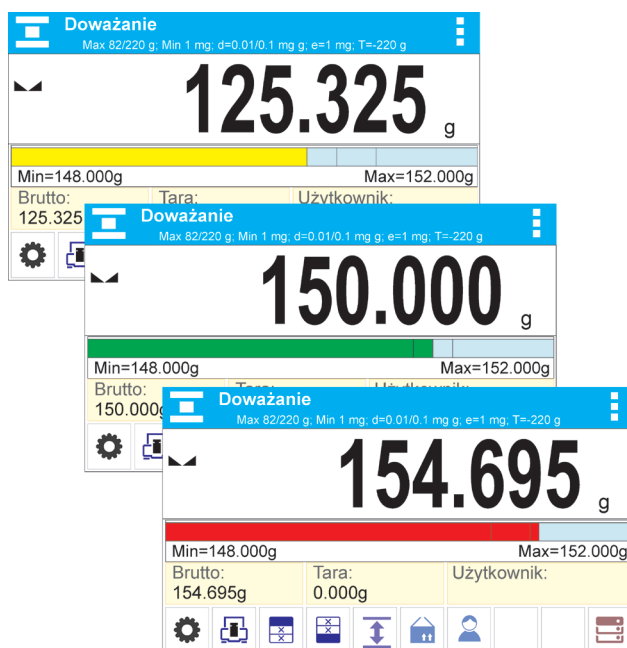 Doważanie
Max 82/220 g; Min 1 mg; d=0.01/0.1 mg g; e=1 mg; T=-220 g
125.325 g
Min=148.000g Max=152.000g
Brutto: Tara: Użytkownik:
125.325
Doważanie
Max 82/220 g; Min 1 mg; d=0.01/0.1 mg g; e=1 mg; T=-220 g
150.000 g
Min=148.000g Max=152.000g
Brutto: Tara: Użytkownik:
150.000g
Doważanie
Max 82/220 g; Min 1 mg; d=0.01/0.1 mg g; e=1 mg; T=-220 g
154.695 g
Min=148.000g Max=152.000g
Brutto: Tara: Użytkownik:
154.695g 0.000g